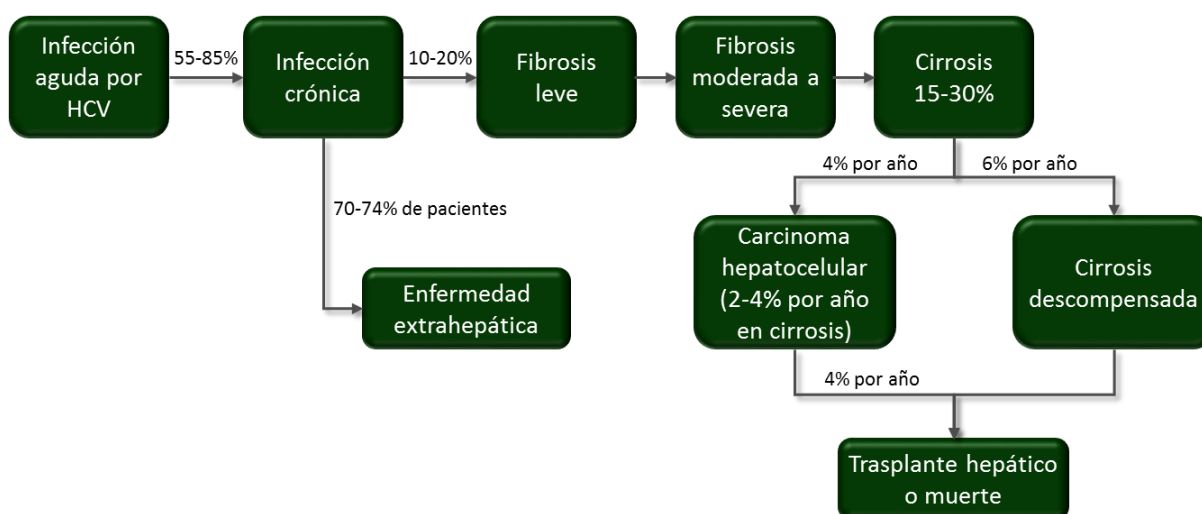 Infección
aguda por
HCV
55-85%
Infección
crónica
10-20%
Fibrosis
leve
Fibrosis
moderada a
severa
Cirrosis
15-30%
70-74% de pacientes
Enfermedad
extrahepática
4% por año
6% por año
Carcinoma
hepatocelular
(2-4% por año
en cirrosis)
Cirrosis
descompensada
4% por año
Trasplante hepático
o muerte